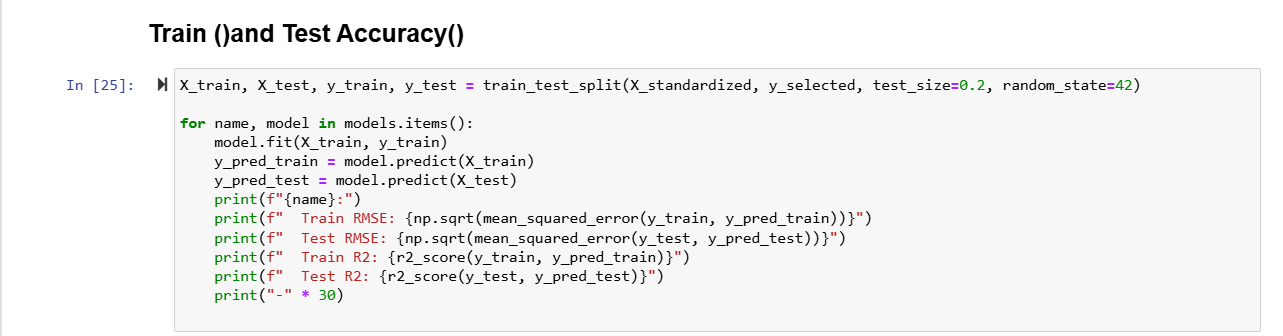 Train ()and Test Accuracy()
In [25]: X_train, X_test, y_train, y_test = train_test_split(X_standardized, y_selected, test_size=0.2, random_state=42)
for name, model in models.items():
    model.fit(X_train, y_train)
    y_pred_train = model.predict(X_train)
    y_pred_test = model.predict(X_test)
    print(f"{name}:")
    print(f"  Train RMSE: {np.sqrt(mean_squared_error(y_train, y_pred_train))}")
    print(f"  Test RMSE: {np.sqrt(mean_squared_error(y_test, y_pred_test))}")
    print(f"  Train R2: {r2_score(y_train, y_pred_train)}")
    print(f"  Test R2: {r2_score(y_test, y_pred_test)}")
    print("-" * 30)